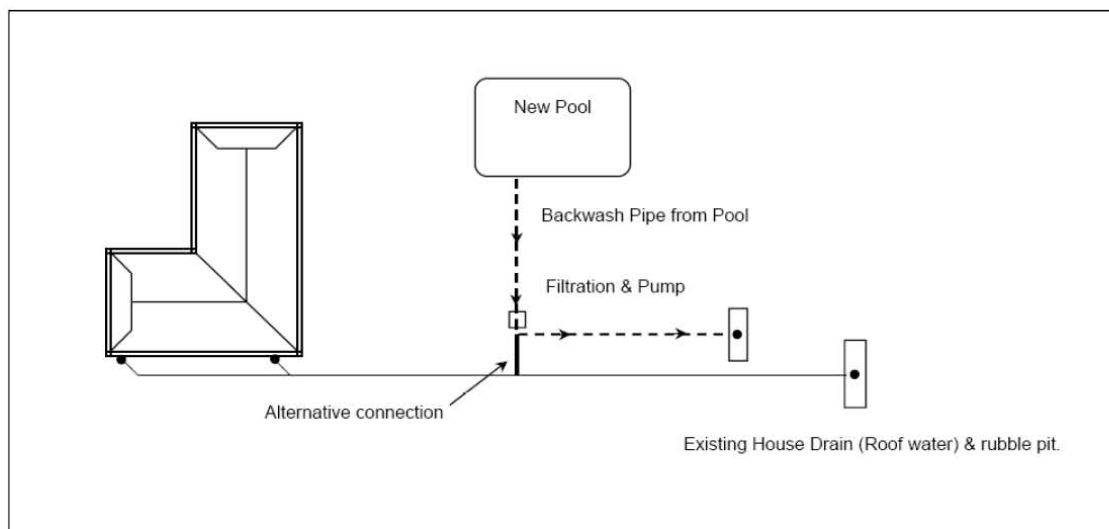 New Pool
Backwash Pipe from Pool
Filtration & Pump
Alternative connection
Existing House Drain (Roof water) & rubble pit.